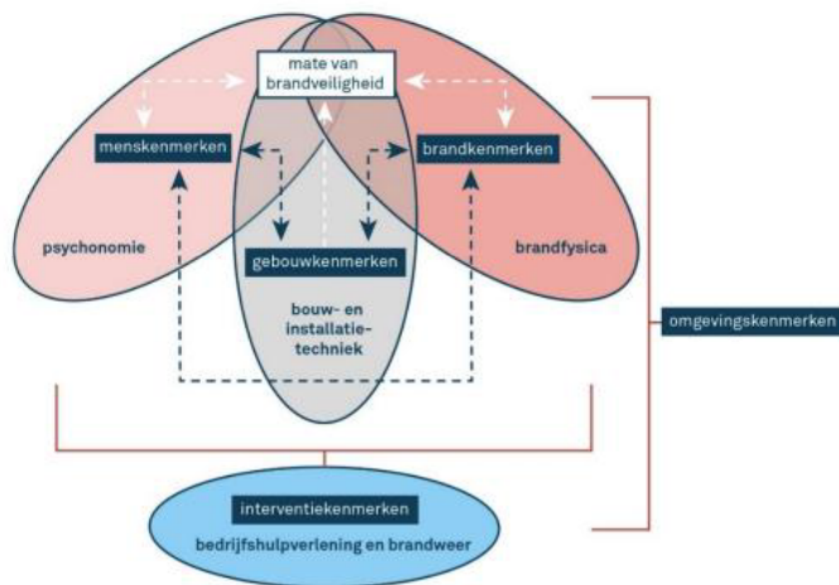 mate van
brandveiligheid
menskenmerken
brandkenmerken
psychonomie
gebouwkenmerken
brandfysica
bouw- en
installatie-
techniek
omgevingskenmerken
interventiekenmerken
bedrijfshulpverlening en brandweer